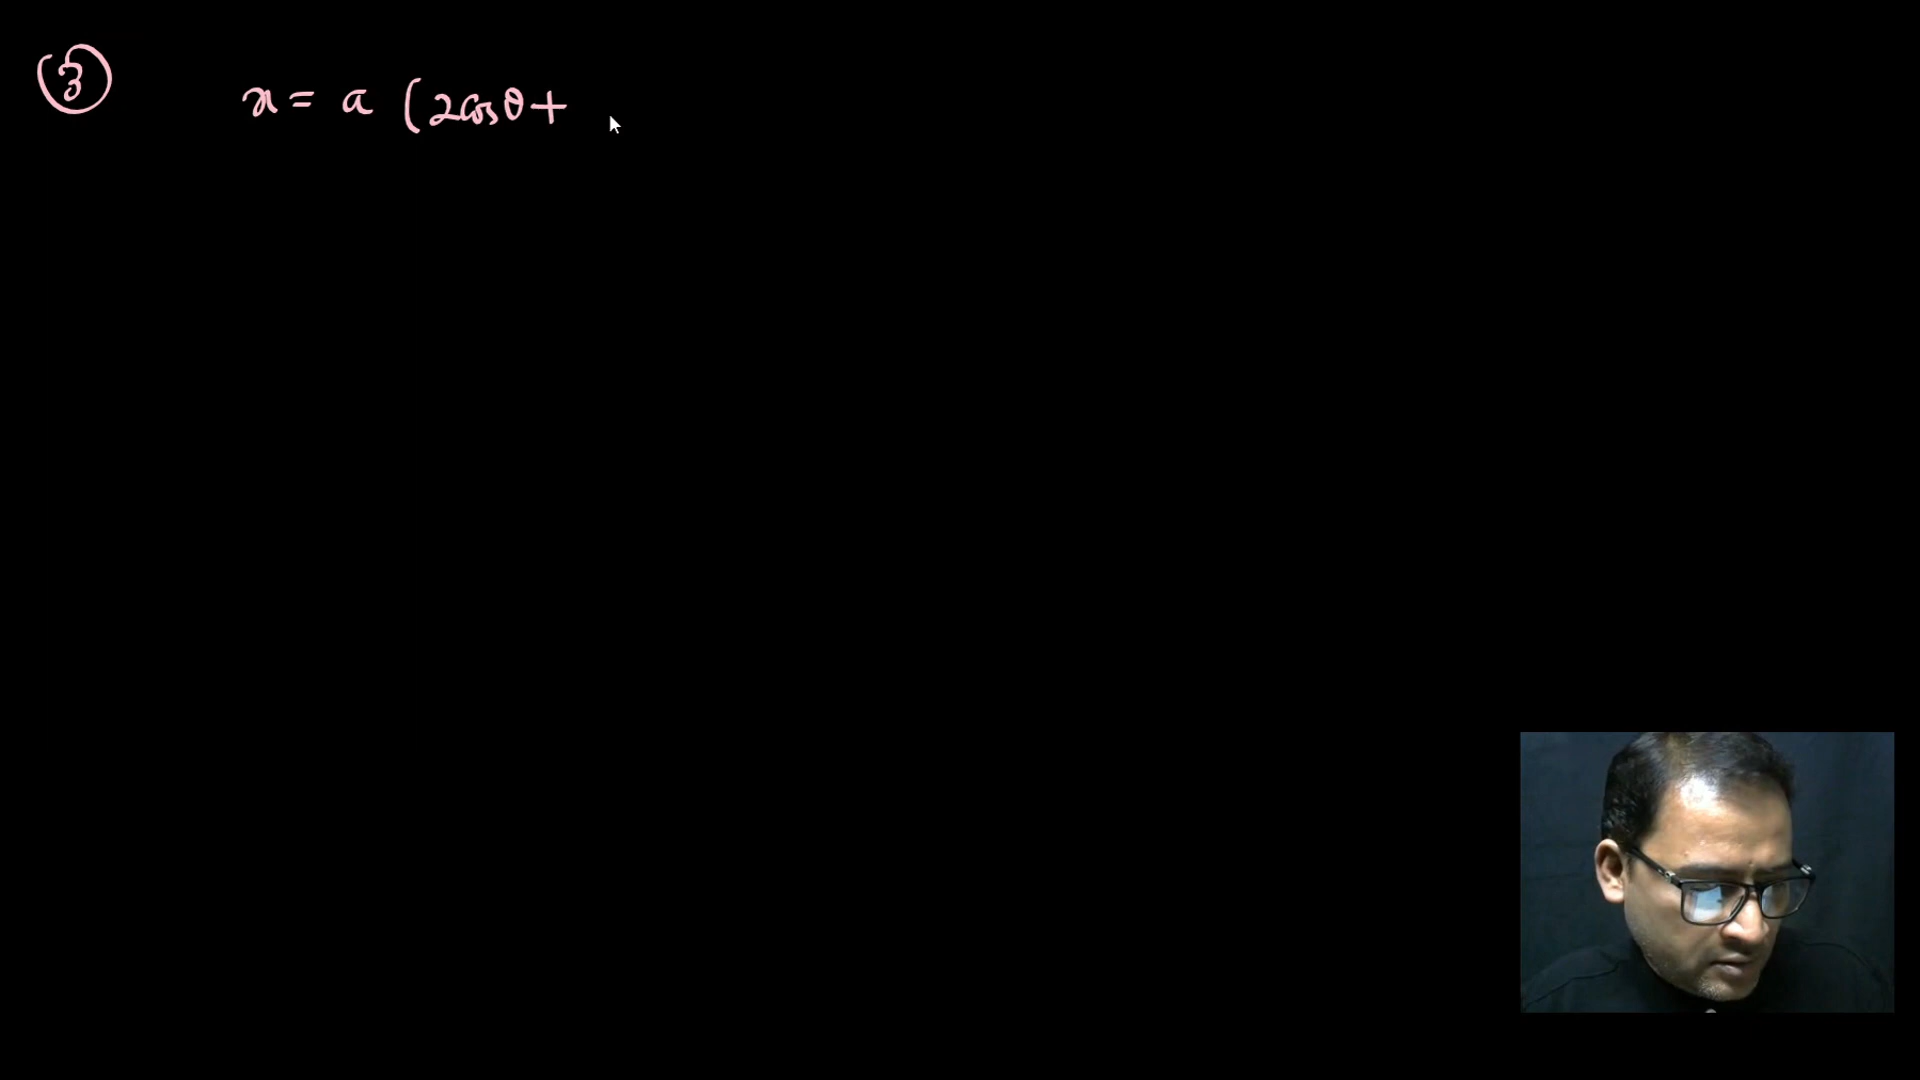 ③ x = a (2cosθ +